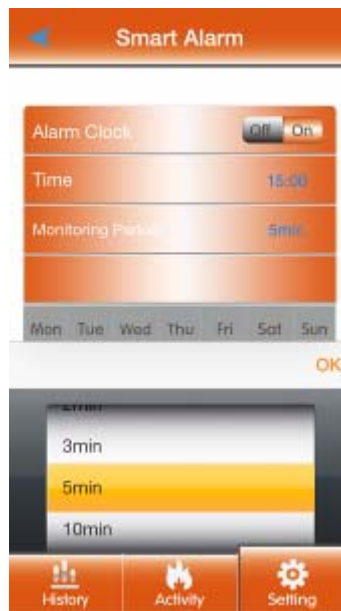 Smart Alarm
Alarm Clock Off On
Time 15:00
Monitoring Period 5min
Mon Tue Wed Thu Fri Sat Sun
OK
2min
3min
5min
10min
History Activity Setting